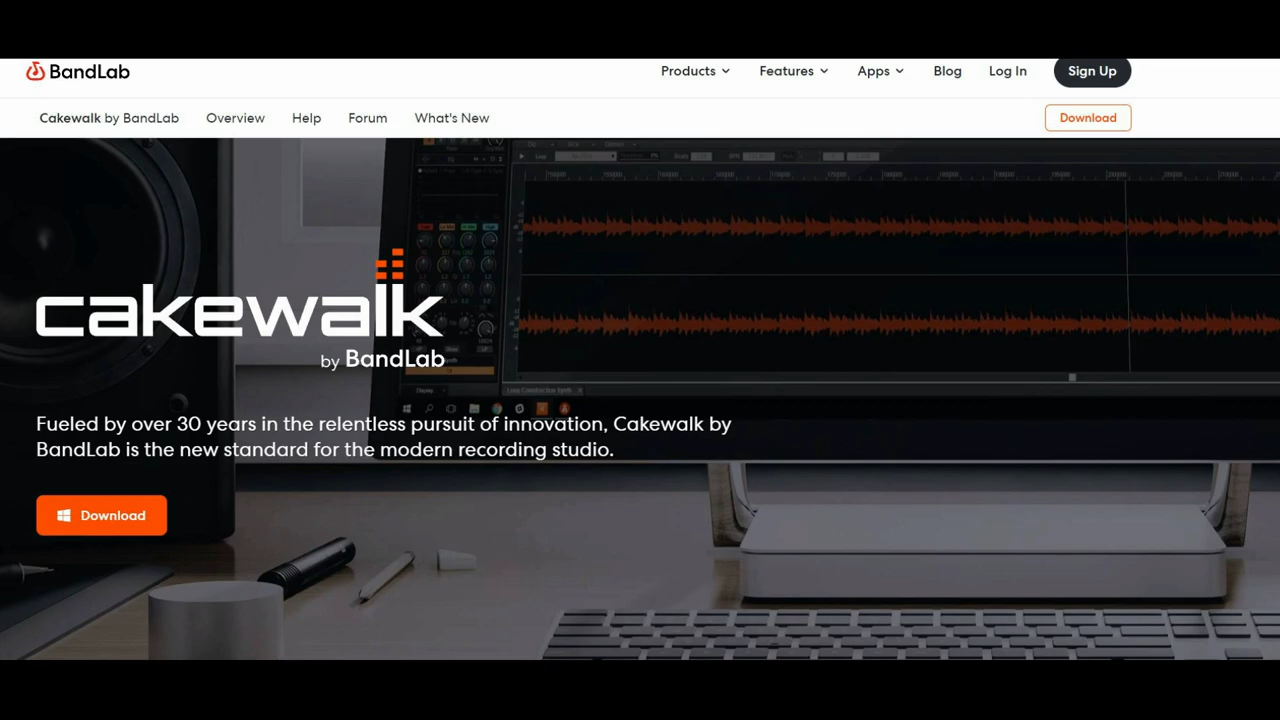 BandLab
Products
Features
Apps
Blog
Log In
Sign Up
Cakewalk by BandLab
Overview
Help
Forum
What's New
Download
cakewalk
by BandLab
Fueled by over 30 years in the relentless pursuit of innovation, Cakewalk by
BandLab is the new standard for the modern recording studio.
Download